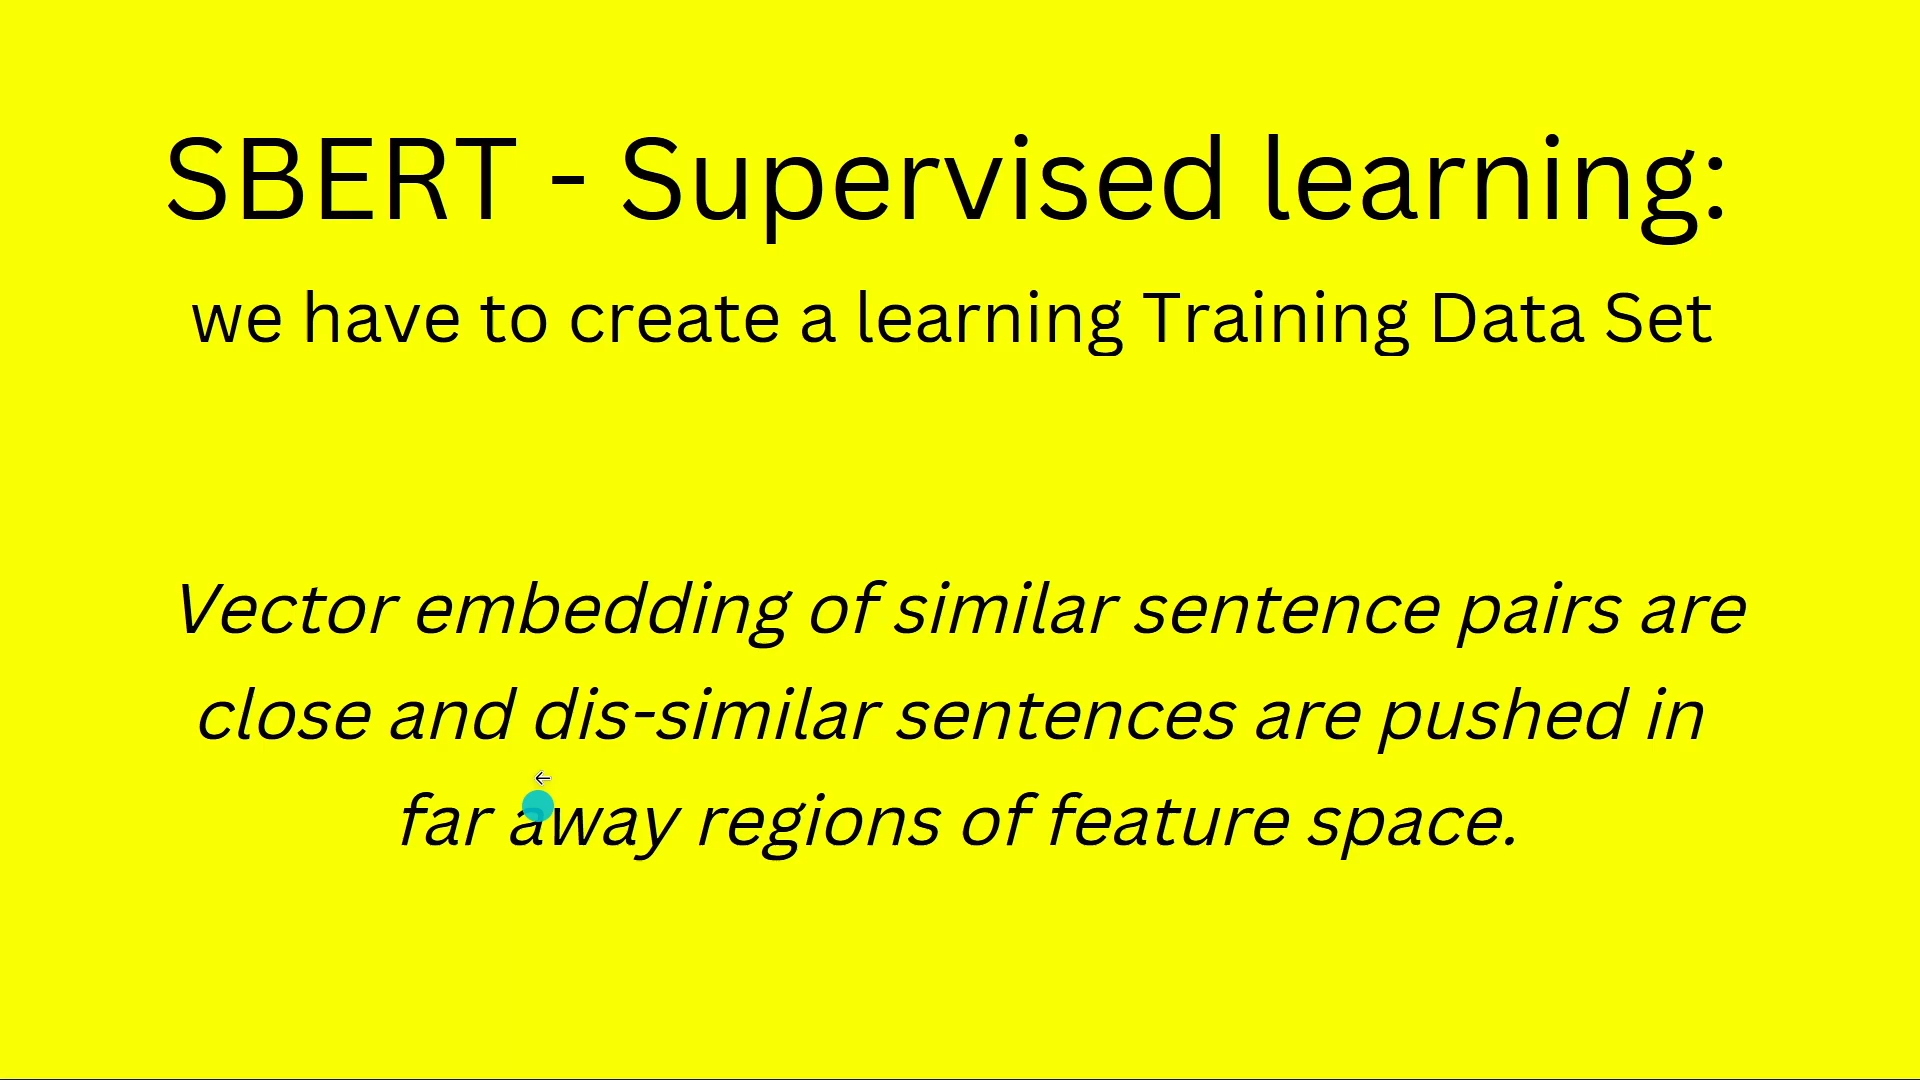 SBERT - Supervised learning:
we have to create a learning Training Data Set
Vector embedding of similar sentence pairs are
close and dis-similar sentences are pushed in
far away regions of feature space.